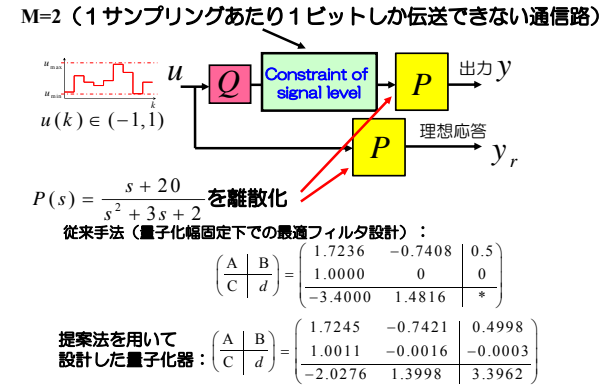 M=2（１サンプリングあたり１ビットしか伝送できない通信路）
u_max
u_min
k
u(k) ∈ (−1,1)
u
Q
Constraint of
signal level
P
出力 y
P
理想応答
y_r
P(s) = (s + 20) / (s² + 3s + 2) を離散化
従来手法（量子化幅固定下での最適フィルタ設計）：
(A | B
C | d) =
1.7236 −0.7408 | 0.5
1.0000 0 | 0
−3.4000 1.4816 | *
提案法を用いて
設計した量子化器：
(A | B
C | d) =
1.7245 −0.7421 | 0.4998
1.0011 −0.0016 | −0.0003
−2.0276 1.3998 | 3.3962